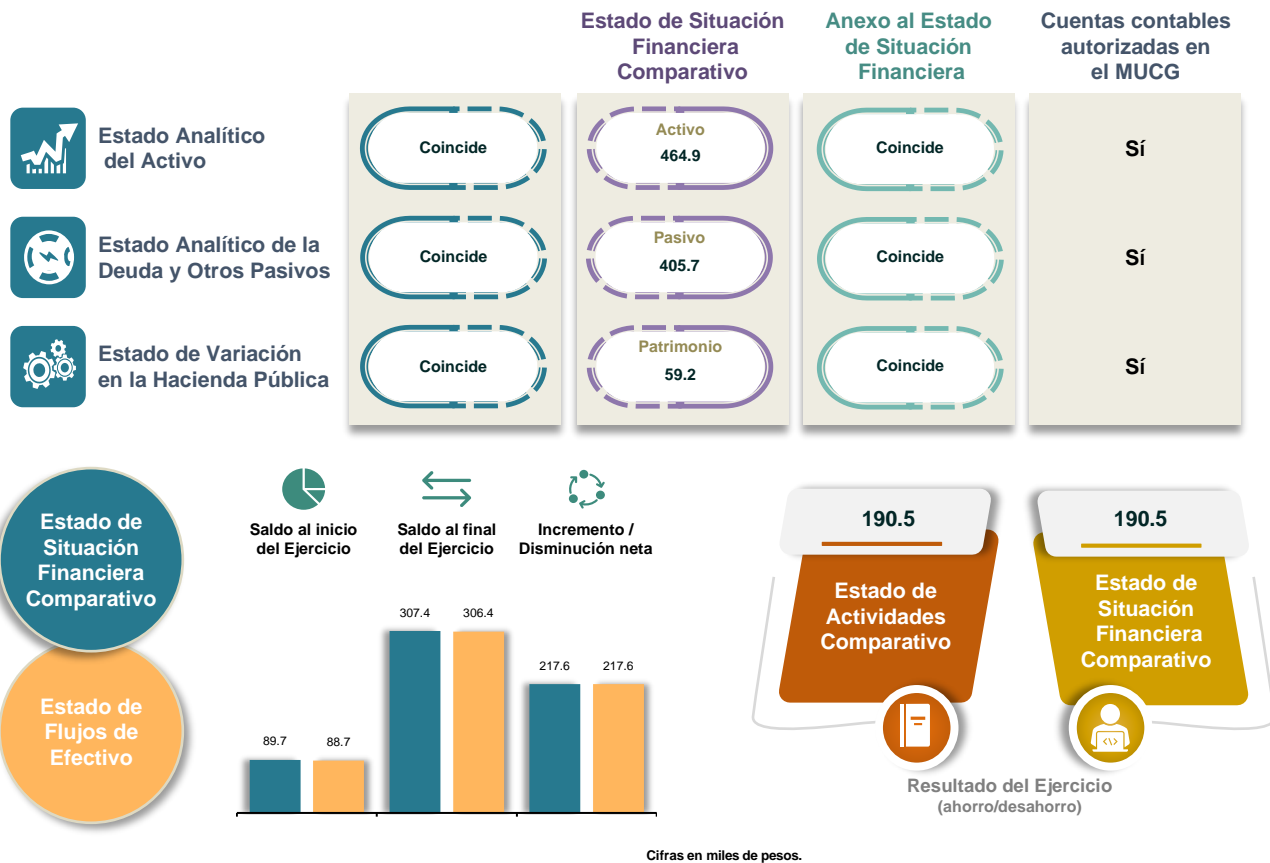 Estado de Situación
Financiera
Comparativo
Anexo al Estado
de Situación
Financiera
Cuentas contables
autorizadas en
el MUCG
Estado Analítico
del Activo
Coincide
Activo
464.9
Coincide
Sí
Estado Analítico de la
Deuda y Otros Pasivos
Coincide
Pasivo
405.7
Coincide
Sí
Estado de Variación
en la Hacienda Pública
Coincide
Patrimonio
59.2
Coincide
Sí
Estado de
Situación
Financiera
Comparativo
Estado de
Flujos de
Efectivo
Saldo al inicio
del Ejercicio
Saldo al final
del Ejercicio
Incremento /
Disminución neta
89.7
88.7
307.4
306.4
217.6
217.6
190.5
Estado de
Actividades
Comparativo
190.5
Estado de
Situación
Financiera
Comparativo
Resultado del Ejercicio
(ahorro/desahorro)
Cifras en miles de pesos.